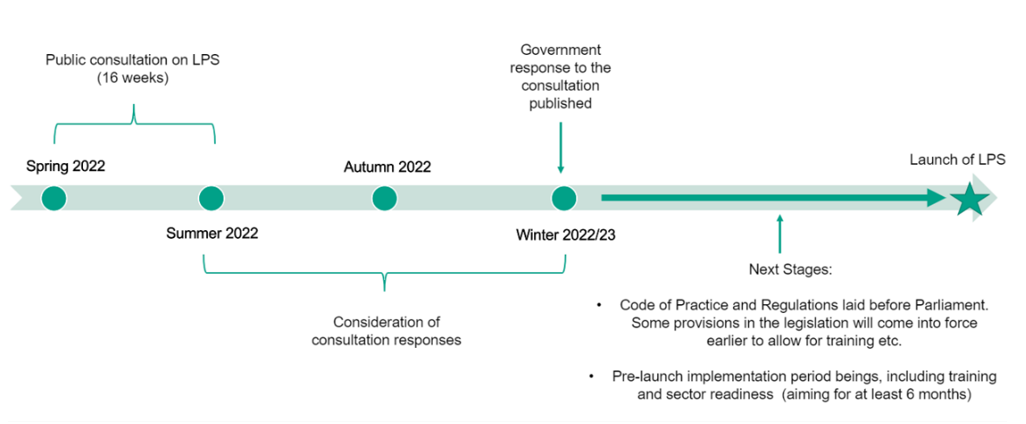 Public consultation on LPS
(16 weeks)
Government
response to the
consultation
published
Spring 2022
Autumn 2022
Launch of LPS
Summer 2022
Winter 2022/23
Consideration of
consultation responses
Next Stages:
• Code of Practice and Regulations laid before Parliament.
Some provisions in the legislation will come into force
earlier to allow for training etc.
• Pre-launch implementation period beings, including training
and sector readiness (aiming for at least 6 months)